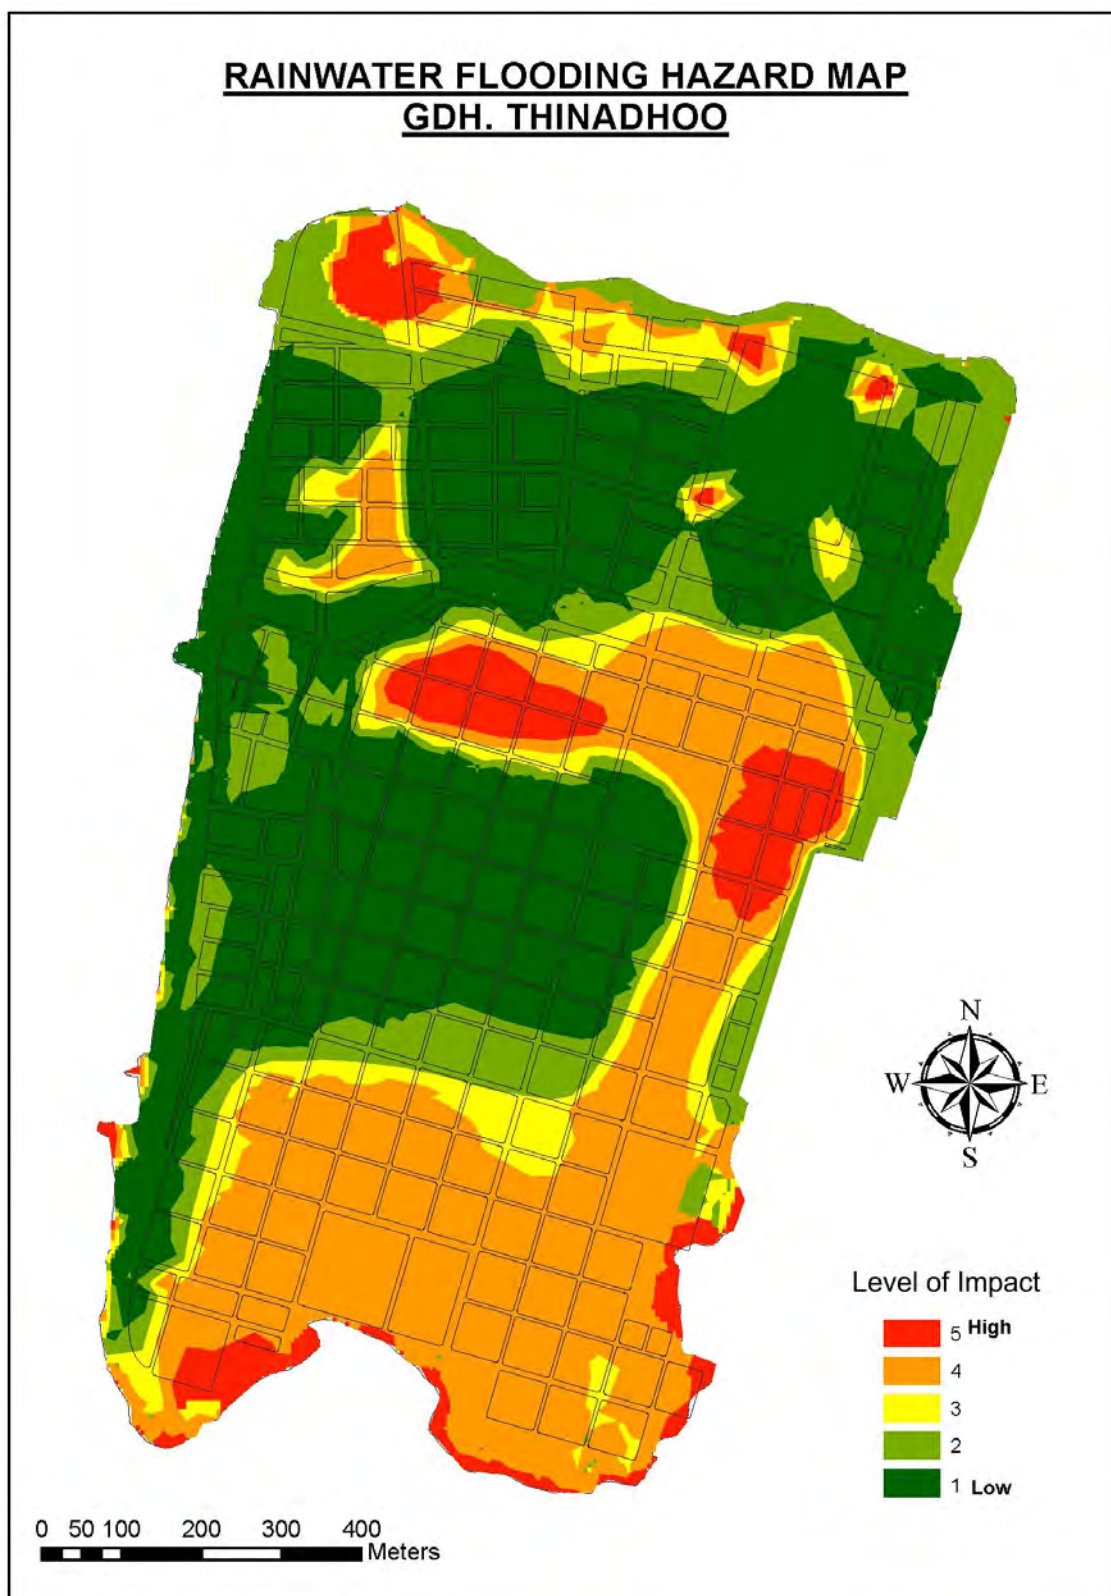 RAINWATER FLOODING HAZARD MAP
GDH. THINADHOO
N
W E
S
Level of Impact
5 High
4
3
2
1 Low
0 50 100 200 300 400
Meters